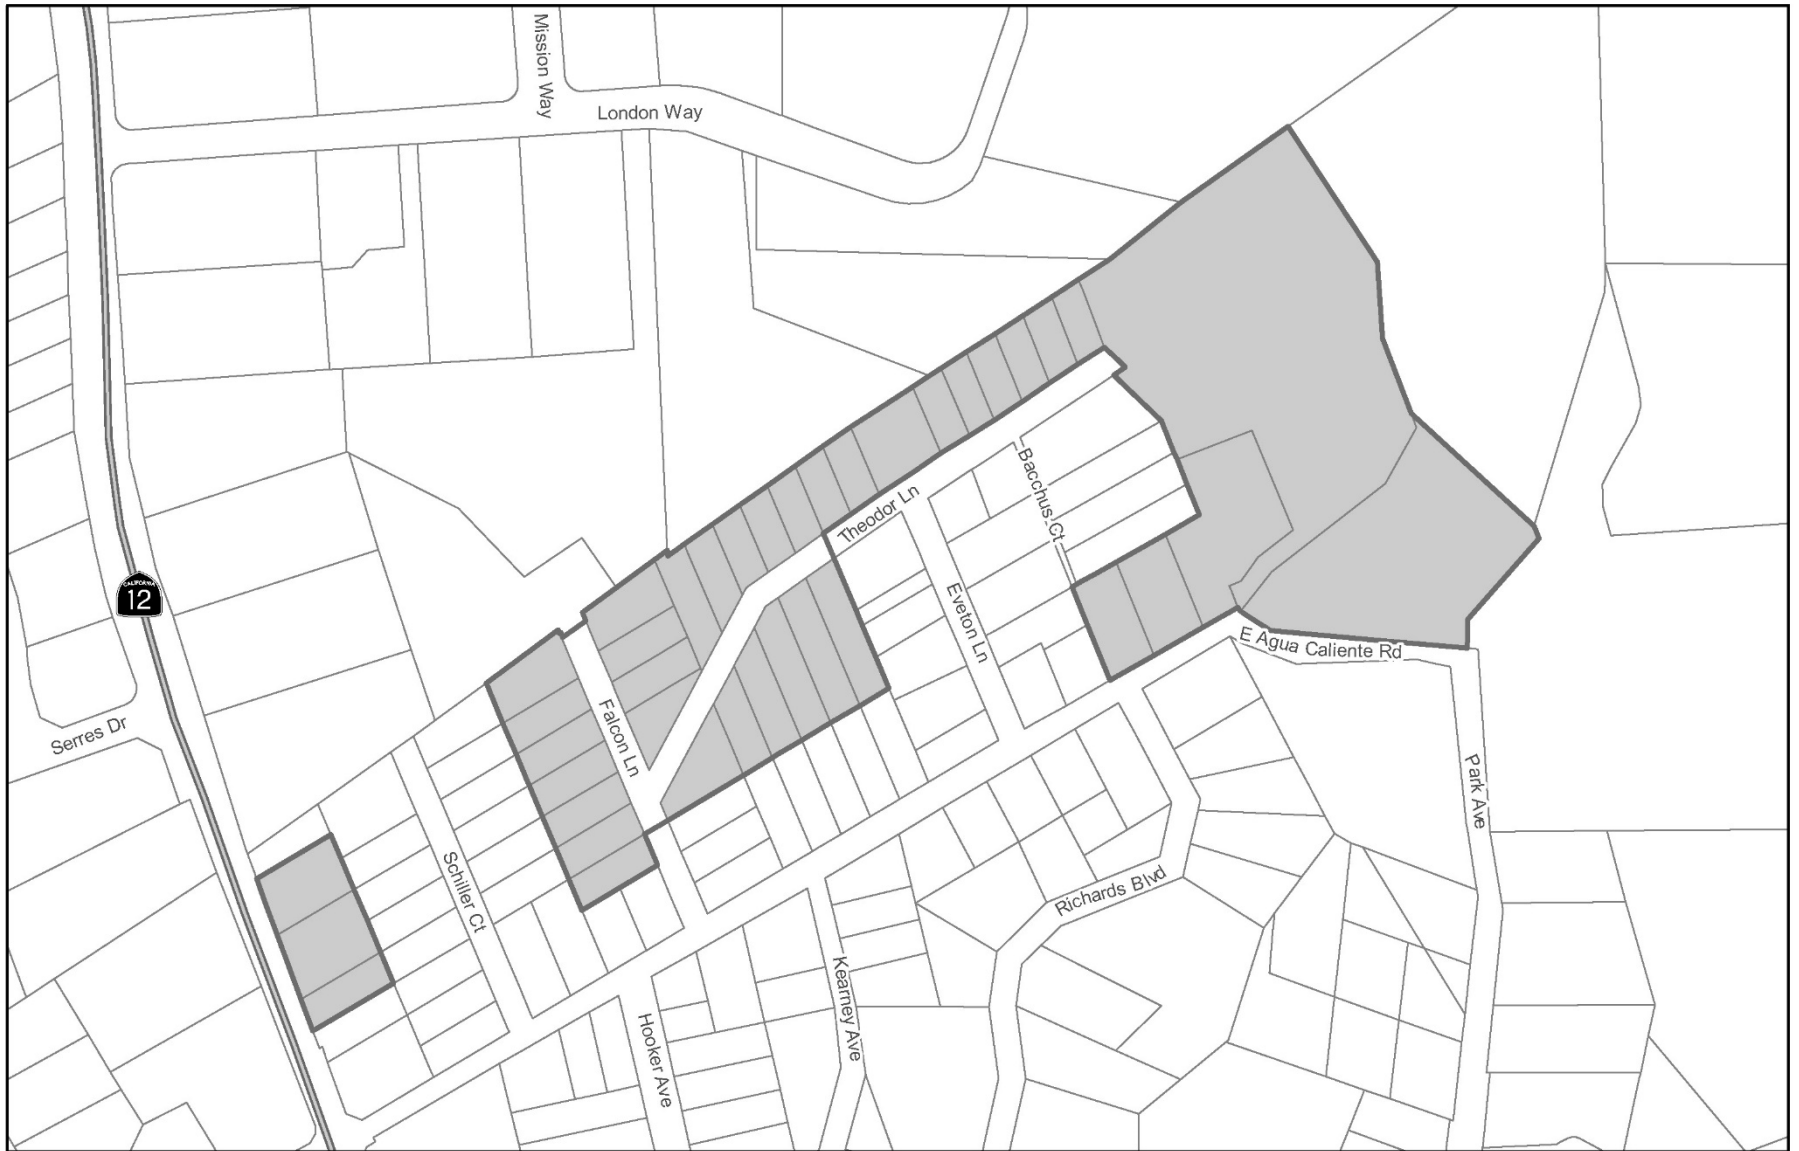 Mission Way
London Way
Theodor Ln
Bacchus Ct
CALIFORNIA
12
Eveton Ln
E Agua Caliente Rd
Falcon Ln
Serres Dr
Park Ave
Schiller Ct
Richards Blvd
Kearney Ave
Hooker Ave